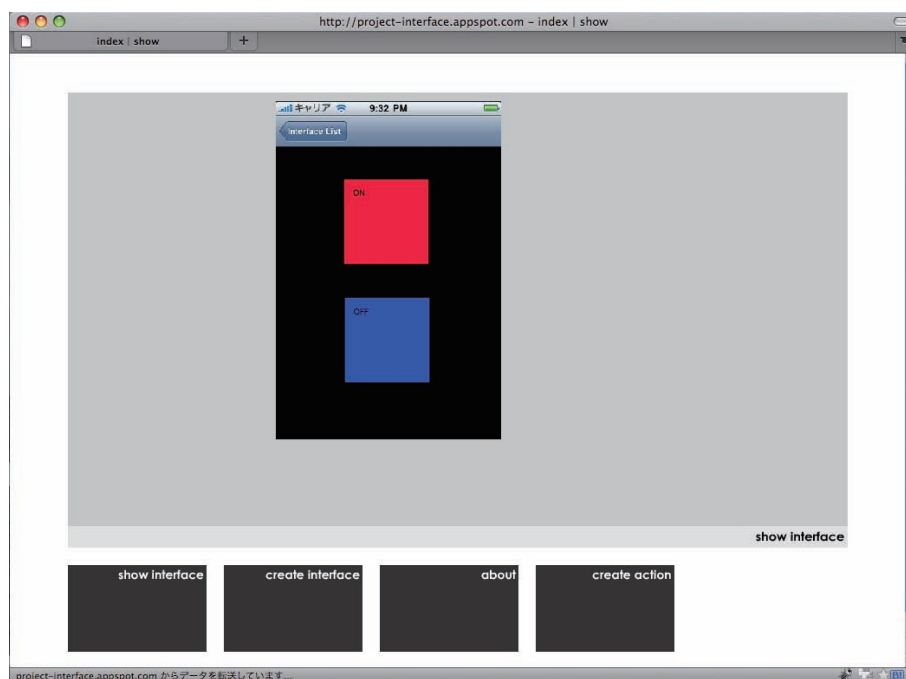 http://project-interface.appspot.com – index | show
index | show
キャリア 9:32 PM
Interface List
ON
OFF
show interface
show interface create interface about create action
project-interface.appspot.com からデータを転送しています...